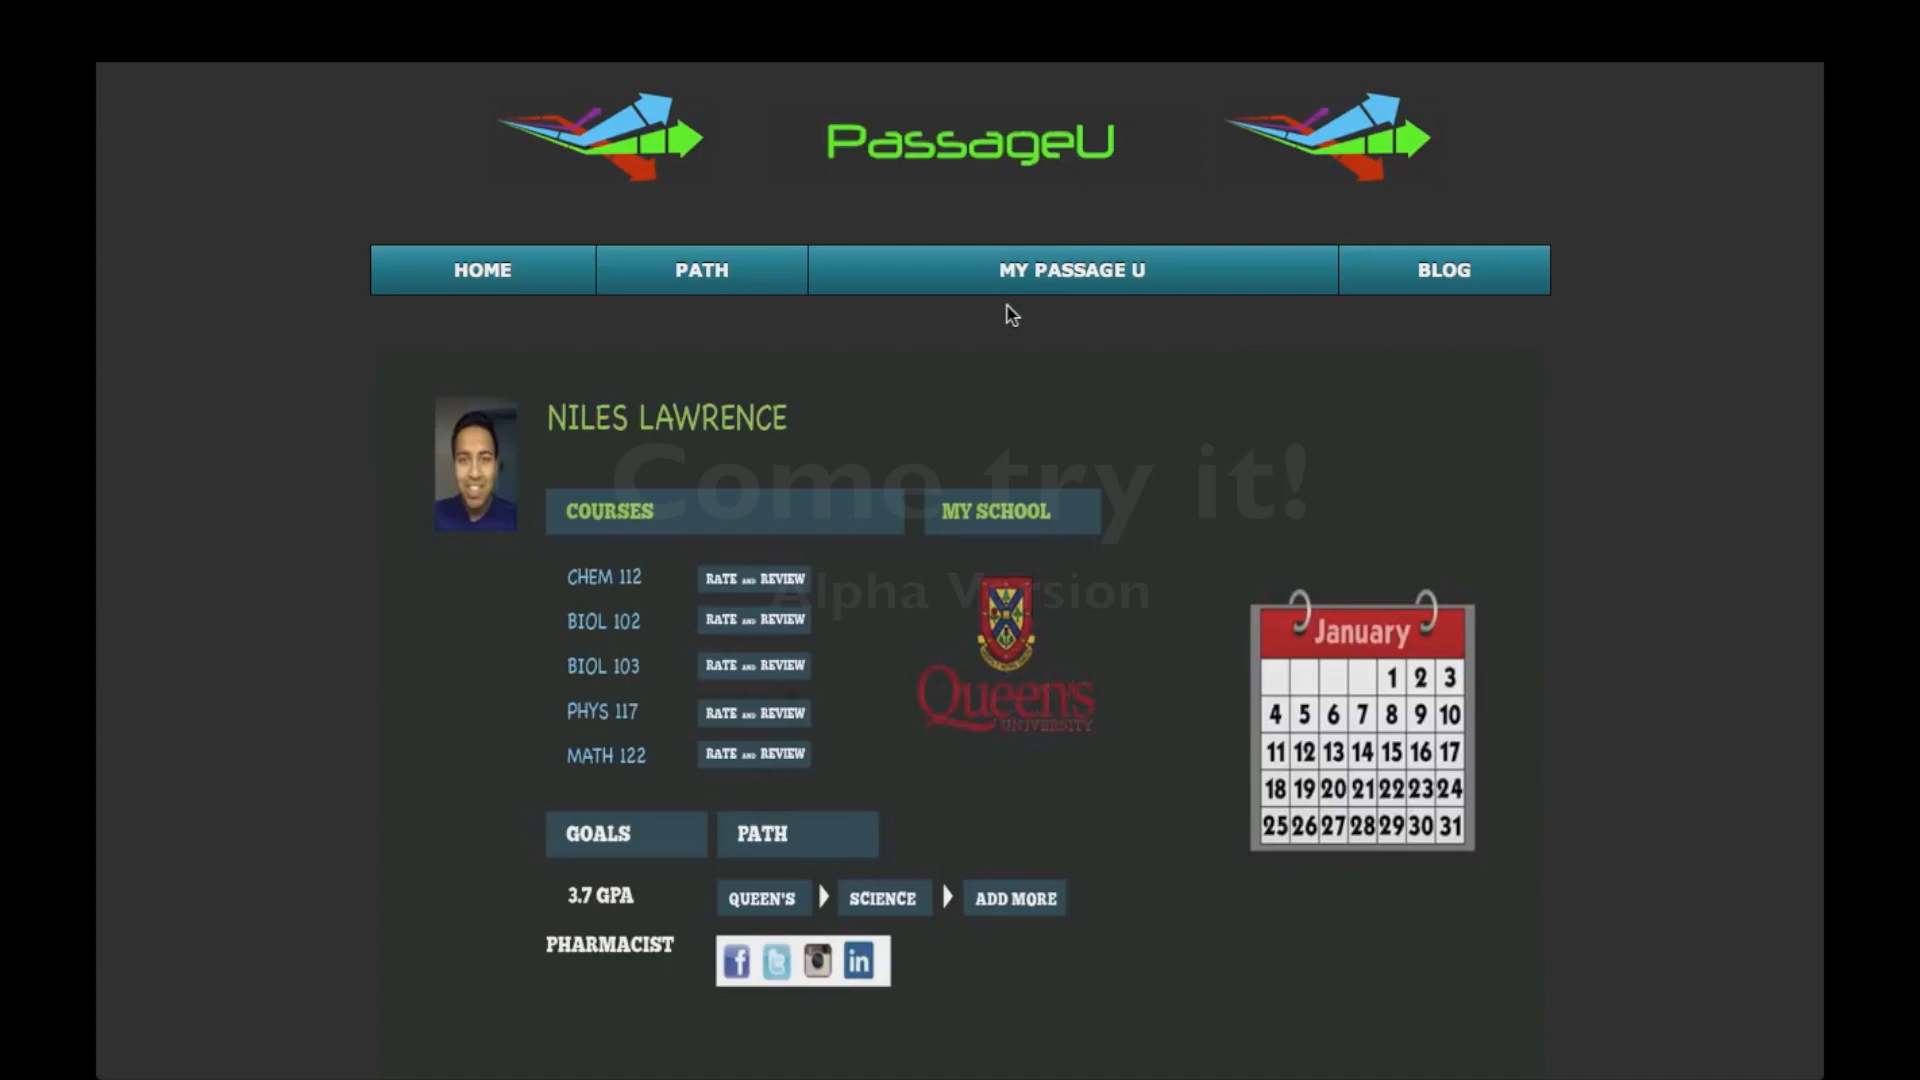 PassageU
HOME PATH MY PASSAGE U BLOG
NILES LAWRENCE
Come try it!
COURSES MY SCHOOL
Alpha Version
CHEM 112 RATE AND REVIEW
BIOL 102 RATE AND REVIEW
BIOL 103 RATE AND REVIEW
PHYS 117 RATE AND REVIEW
MATH 122 RATE AND REVIEW
Queen's
UNIVERSITY
January
1 2 3
4 5 6 7 8 9 10
11 12 13 14 15 16 17
18 19 20 21 22 23 24
25 26 27 28 29 30 31
GOALS PATH
3.7 GPA QUEEN'S SCIENCE ADD MORE
PHARMACIST f t in